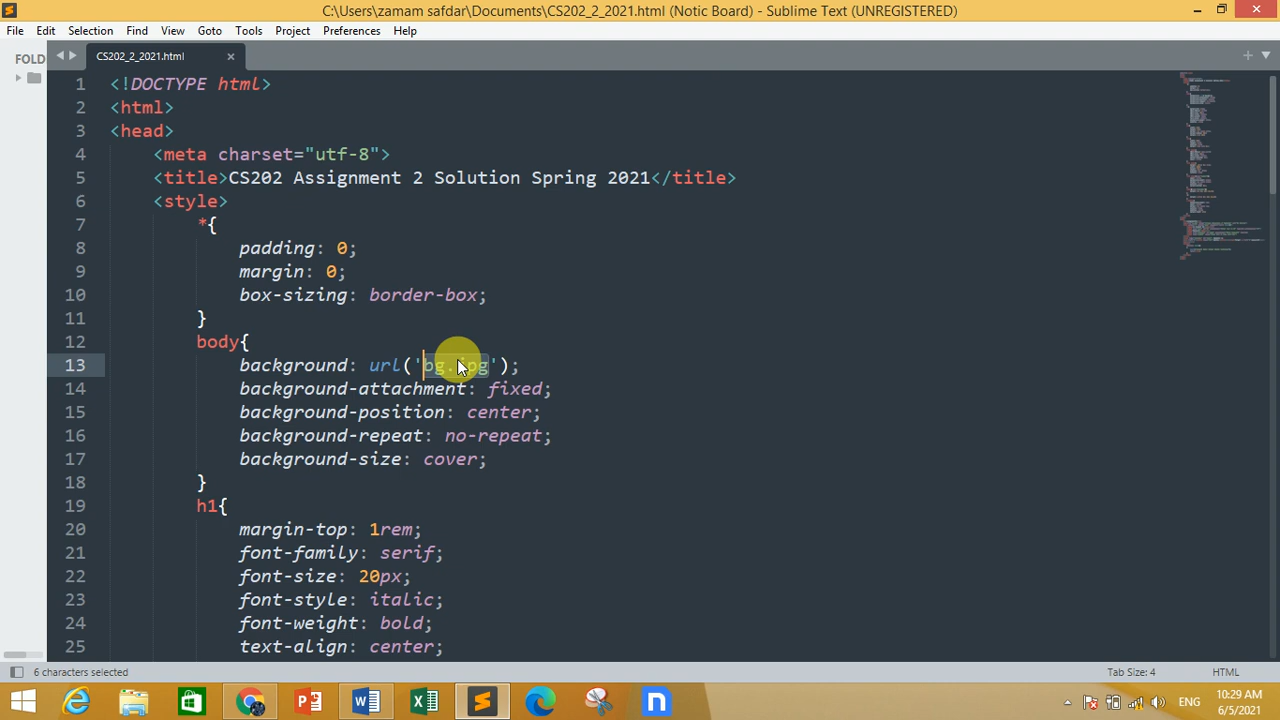 C:\Users\zamam safdar\Documents\CS202_2_2021.html (Notic Board) - Sublime Text (UNREGISTERED)
File Edit Selection Find View Goto Tools Project Preferences Help
FOLD
CS202_2_2021.html
1 <!DOCTYPE html>
2 <html>
3 <head>
4 <meta charset="utf-8">
5 <title>CS202 Assignment 2 Solution Spring 2021</title>
6 <style>
7 *{
8 padding: 0;
9 margin: 0;
10 box-sizing: border-box;
11 }
12 body{
13 background: url('bg.jpg');
14 background-attachment: fixed;
15 background-position: center;
16 background-repeat: no-repeat;
17 background-size: cover;
18 }
19 h1{
20 margin-top: 1rem;
21 font-family: serif;
22 font-size: 20px;
23 font-style: italic;
24 font-weight: bold;
25 text-align: center;
6 characters selected
Tab Size: 4
HTML
ENG
10:29 AM
6/5/2021